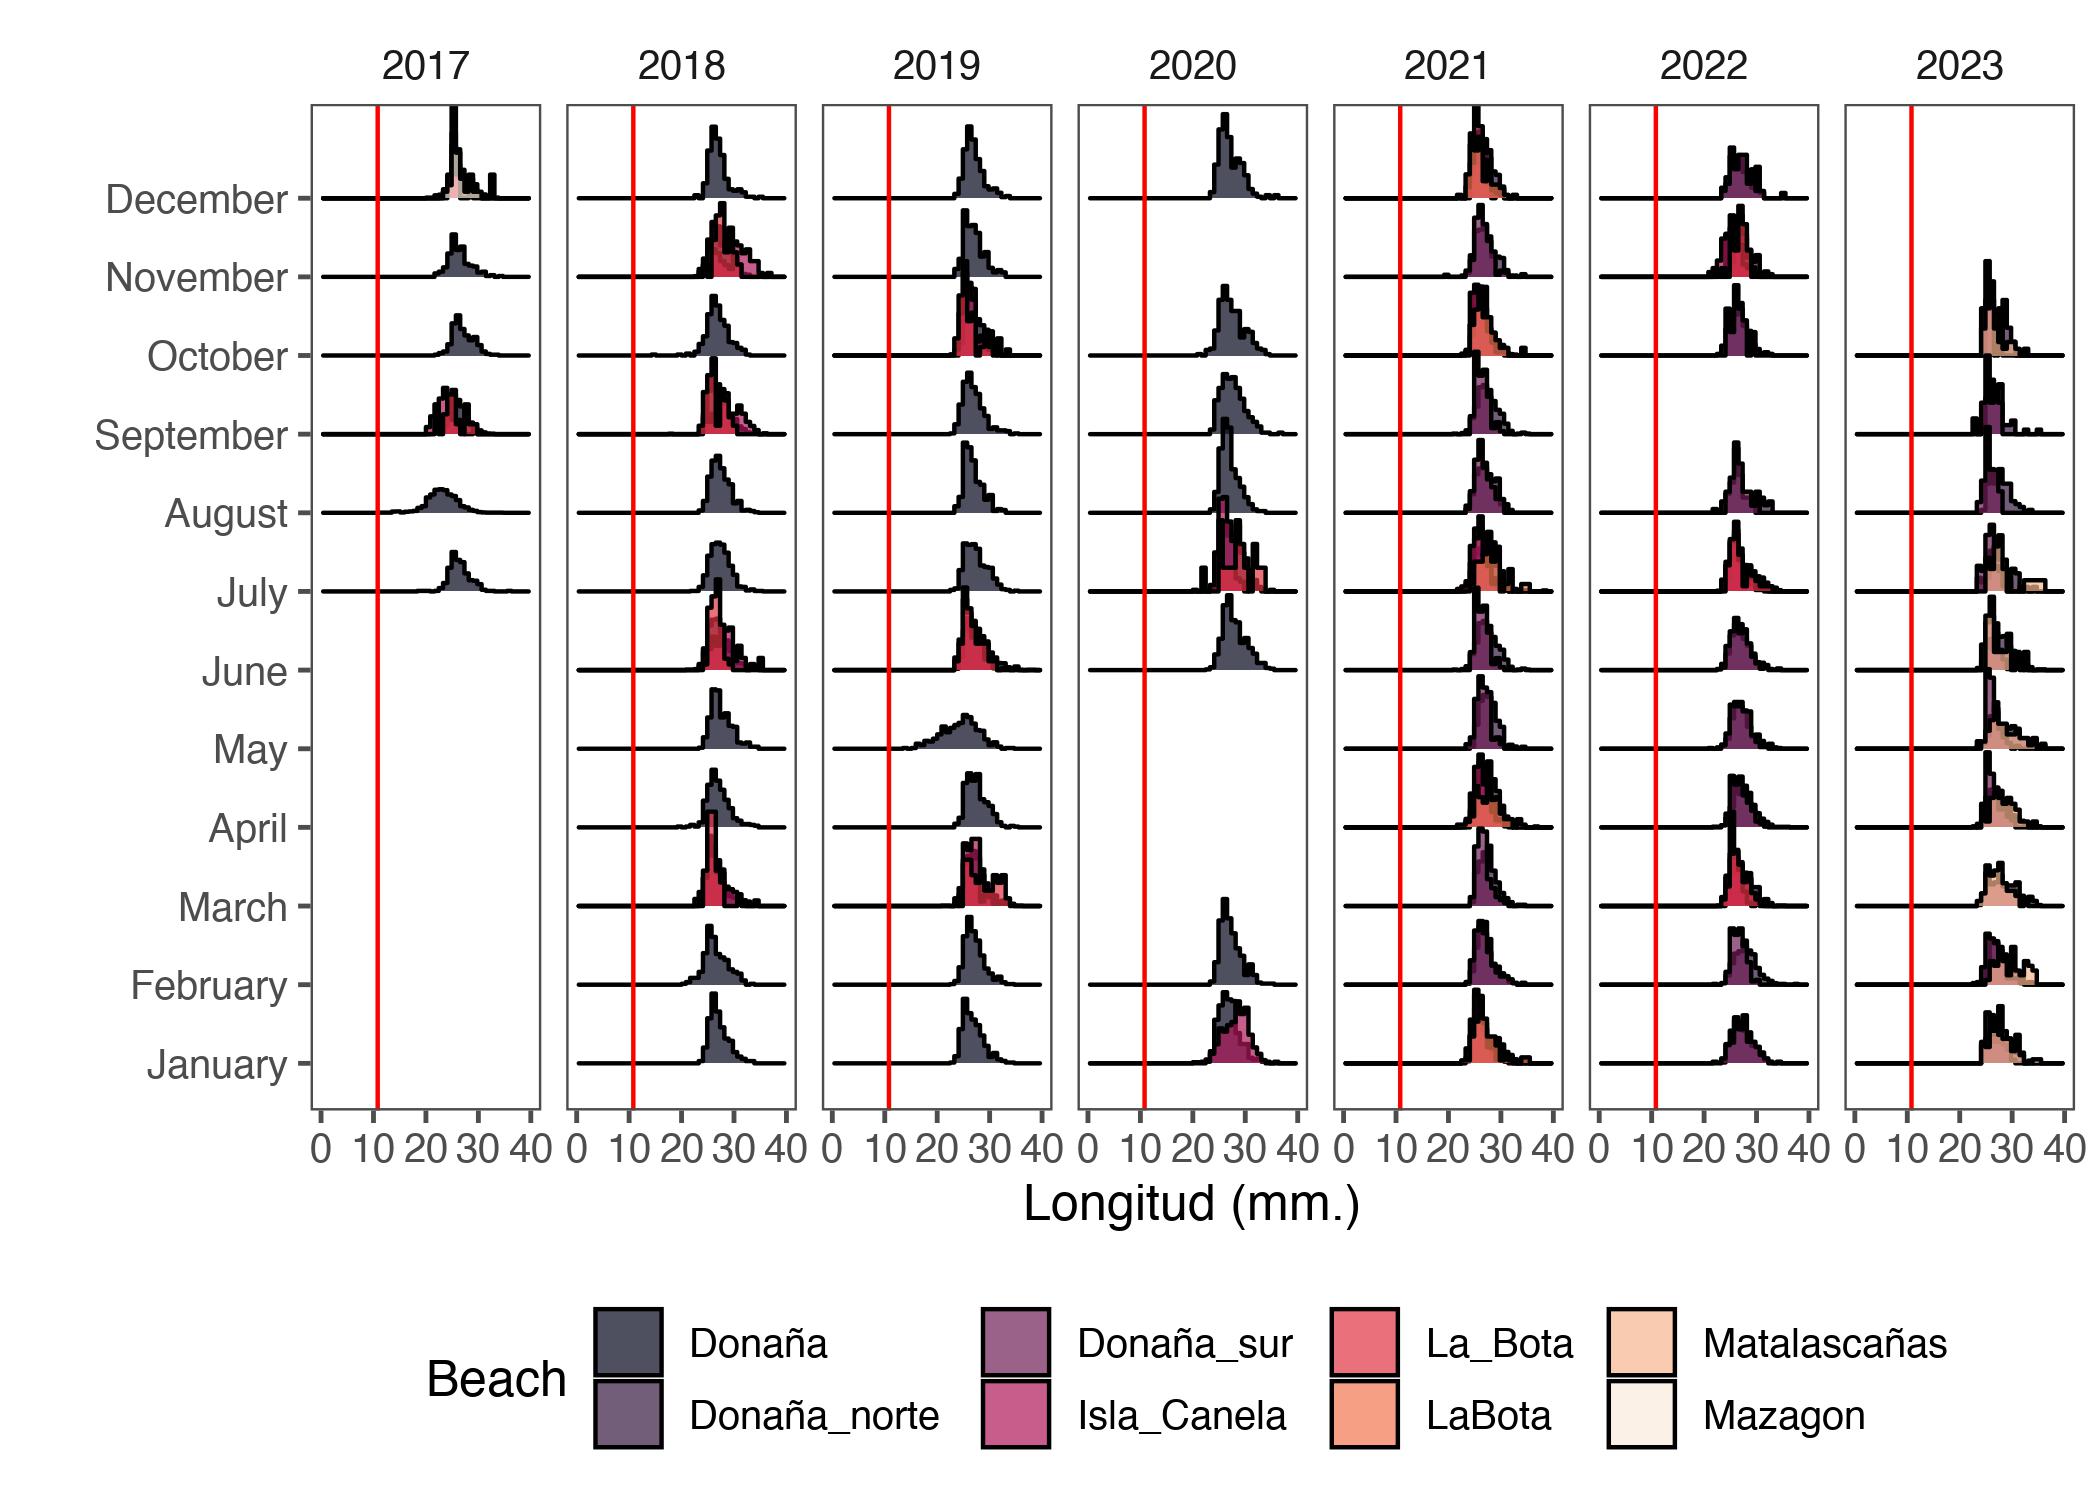 2017 2018 2019 2020 2021 2022 2023
December
November
October
September
August
July
June
May
April
March
February
January
0 10 20 30 40 0 10 20 30 40 0 10 20 30 40 0 10 20 30 40 0 10 20 30 40 0 10 20 30 40 0 10 20 30 40
Longitud (mm.)
Beach
Donaña Donaña_sur La_Bota Matalascañas
Donaña_norte Isla_Canela LaBota Mazagon